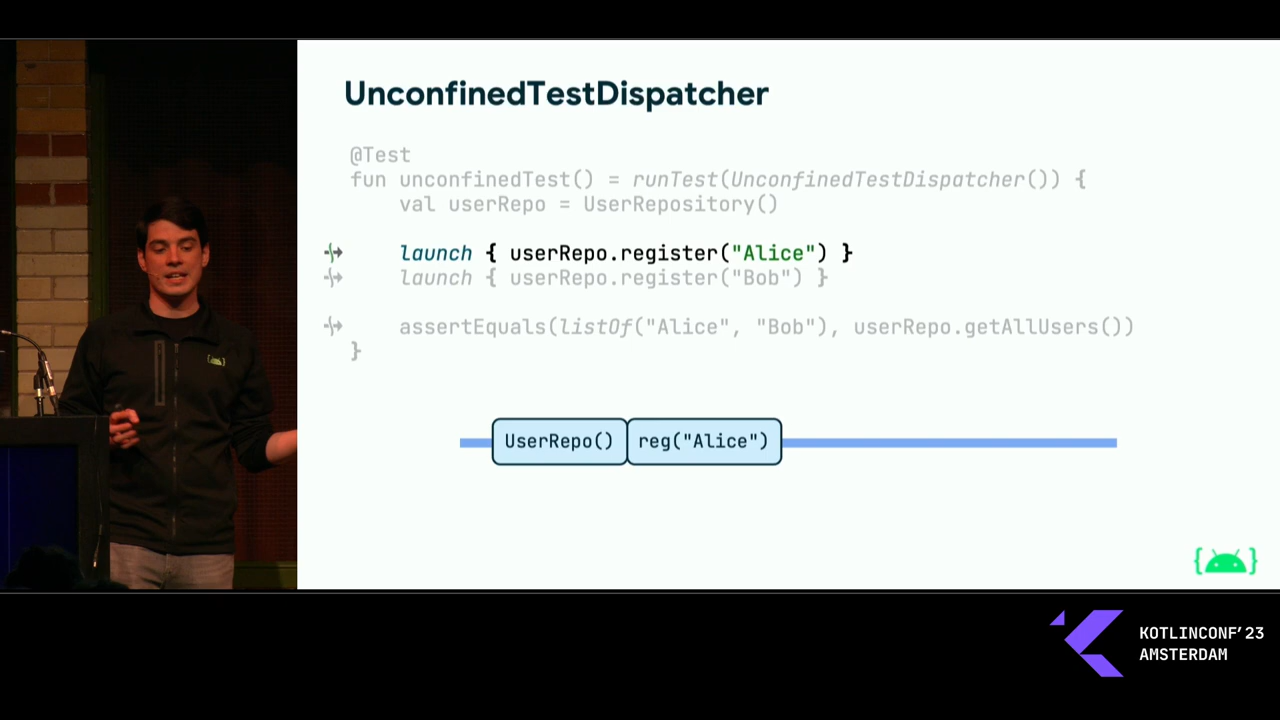 UnconfinedTestDispatcher
@Test
fun unconfinedTest() = runTest(UnconfinedTestDispatcher()) {
val userRepo = UserRepository()
launch { userRepo.register("Alice") }
launch { userRepo.register("Bob") }
assertEquals(listOf("Alice", "Bob"), userRepo.getAllUsers())
}
UserRepo()
reg("Alice")
KOTLINCONF'23
AMSTERDAM